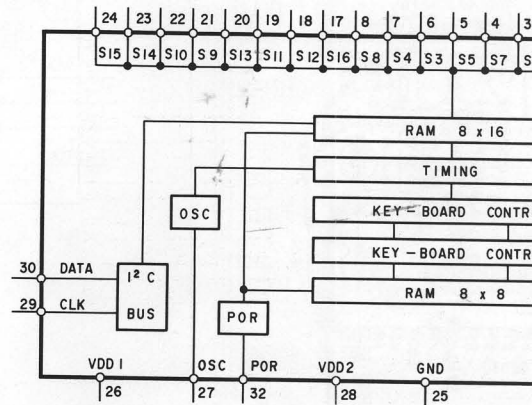 24 23 22 21 20 19 18 17 8 7 6 5 4 3
S15 S14 S10 S9 S13 S11 S12 S16 S8 S4 S3 S5 S7 S
RAM 8 x 16
TIMING
OSC
KEY-BOARD CONTR
KEY-BOARD CONTR
30 DATA
I² C
BUS
RAM 8 x 8
29 CLK
POR
VDD1 OSC POR VDD2 GND
26 27 32 28 25